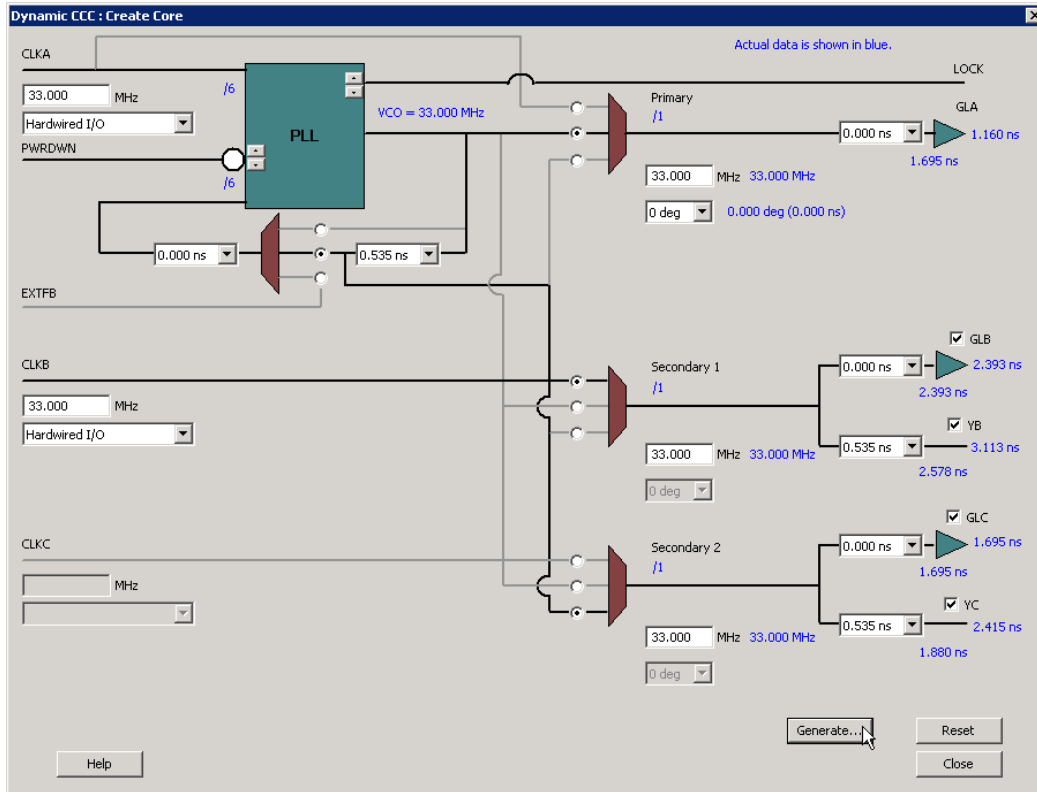 Dynamic CCC : Create Core
Actual data is shown in blue.
CLKA
LOCK
33.000 MHz
/6
Hardwired I/O
PLL
VCO = 33.000 MHz
Primary
/1
GLA
0.000 ns
1.160 ns
1.695 ns
PWRDWN
/6
33.000 MHz 33.000 MHz
0 deg 0.000 deg (0.000 ns)
0.000 ns
0.535 ns
EXTFB
CLKB
33.000 MHz
Hardwired I/O
Secondary 1
/1
GLB
0.000 ns
2.393 ns
2.393 ns
YB
0.535 ns
3.113 ns
2.578 ns
33.000 MHz 33.000 MHz
0 deg
CLKC
MHz
Secondary 2
/1
GLC
0.000 ns
1.695 ns
1.695 ns
YC
0.535 ns
2.415 ns
1.880 ns
33.000 MHz 33.000 MHz
0 deg
Generate...
Reset
Help
Close